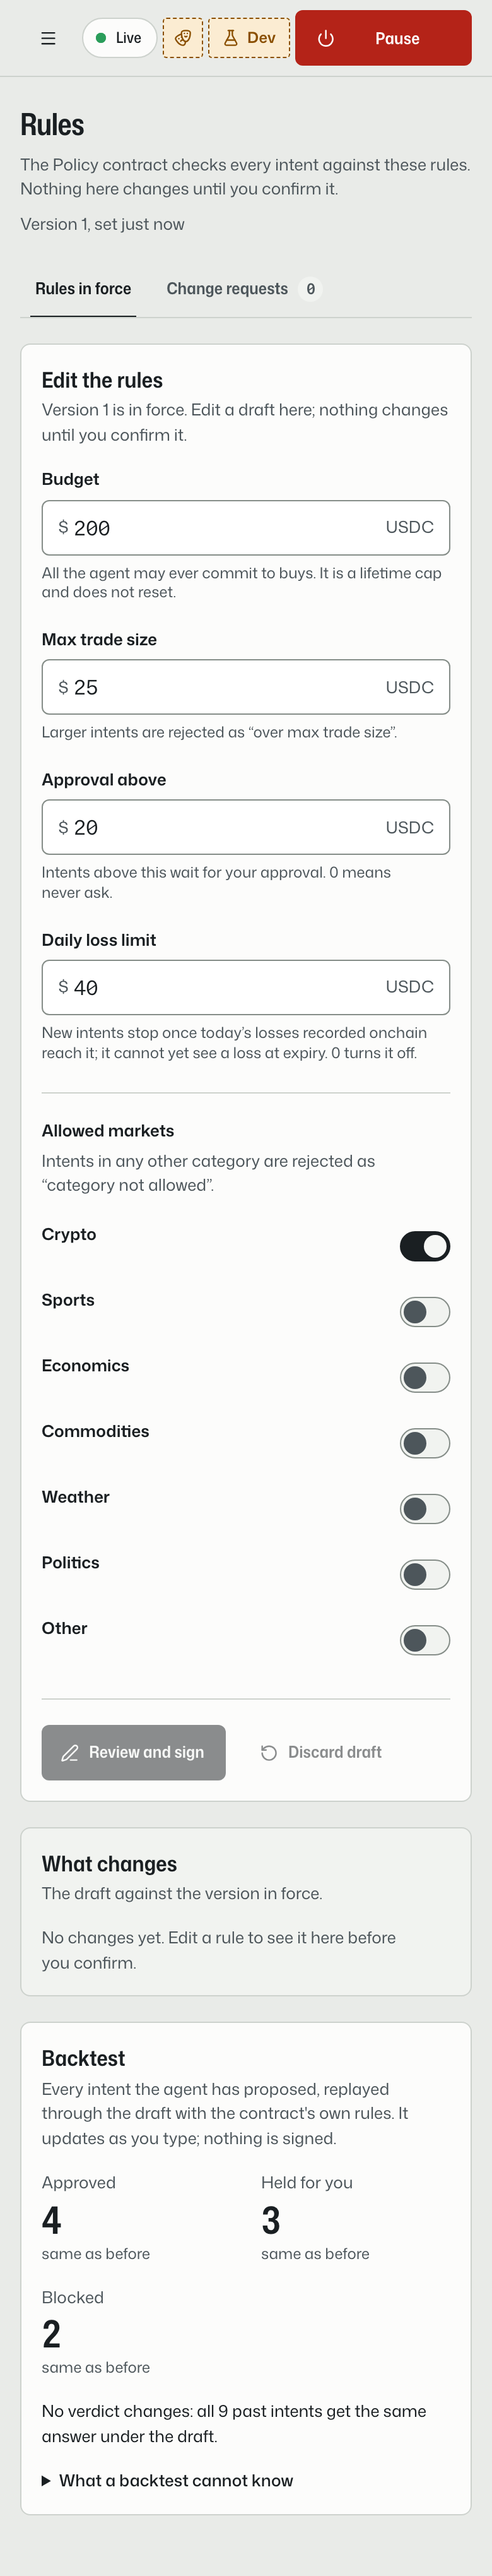 Live
Dev
Pause
Rules
The Policy contract checks every intent against these rules.
Nothing here changes until you confirm it.
Version 1, set just now
Rules in force
Change requests 0
Edit the rules
Version 1 is in force. Edit a draft here; nothing changes
until you confirm it.
Budget
$ 200 USDC
All the agent may ever commit to buys. It is a lifetime cap
and does not reset.
Max trade size
$ 25 USDC
Larger intents are rejected as “over max trade size”.
Approval above
$ 20 USDC
Intents above this wait for your approval. 0 means
never ask.
Daily loss limit
$ 40 USDC
New intents stop once today’s losses recorded onchain
reach it; it cannot yet see a loss at expiry. 0 turns it off.
Allowed markets
Intents in any other category are rejected as
“category not allowed”.
Crypto
Sports
Economics
Commodities
Weather
Politics
Other
Review and sign
Discard draft
What changes
The draft against the version in force.
No changes yet. Edit a rule to see it here before
you confirm.
Backtest
Every intent the agent has proposed, replayed
through the draft with the contract's own rules. It
updates as you type; nothing is signed.
Approved
4
same as before
Held for you
3
same as before
Blocked
2
same as before
No verdict changes: all 9 past intents get the same
answer under the draft.
What a backtest cannot know